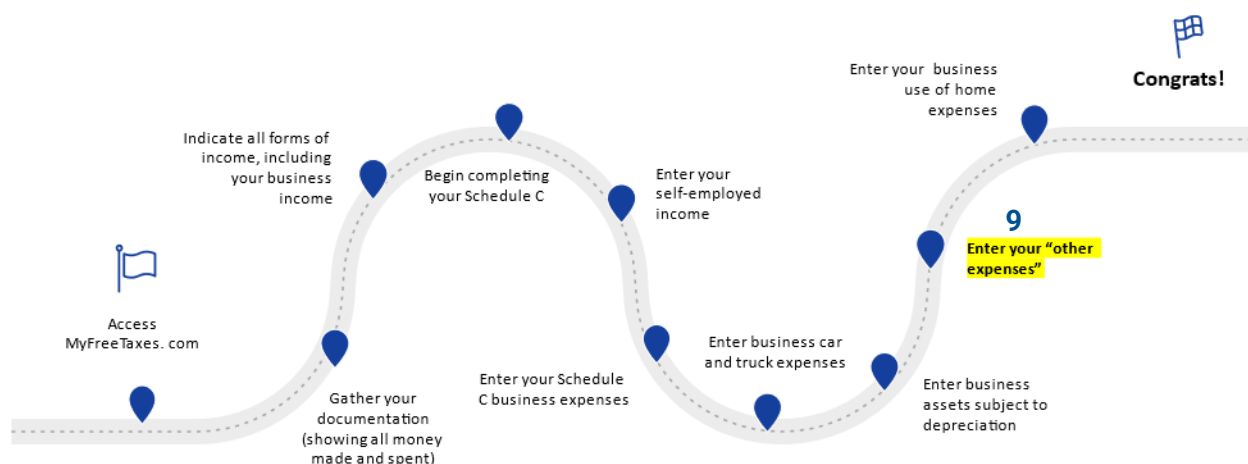 Access
MyFreeTaxes. com
Gather your
documentation
(showing all money
made and spent)
Indicate all forms of
income, including
your business
income
Begin completing
your Schedule C
Enter your
self-employed
income
Enter your Schedule
C business expenses
Enter business car
and truck expenses
Enter business
assets subject to
depreciation
9
Enter your “other
expenses”
Enter your business
use of home
expenses
Congrats!